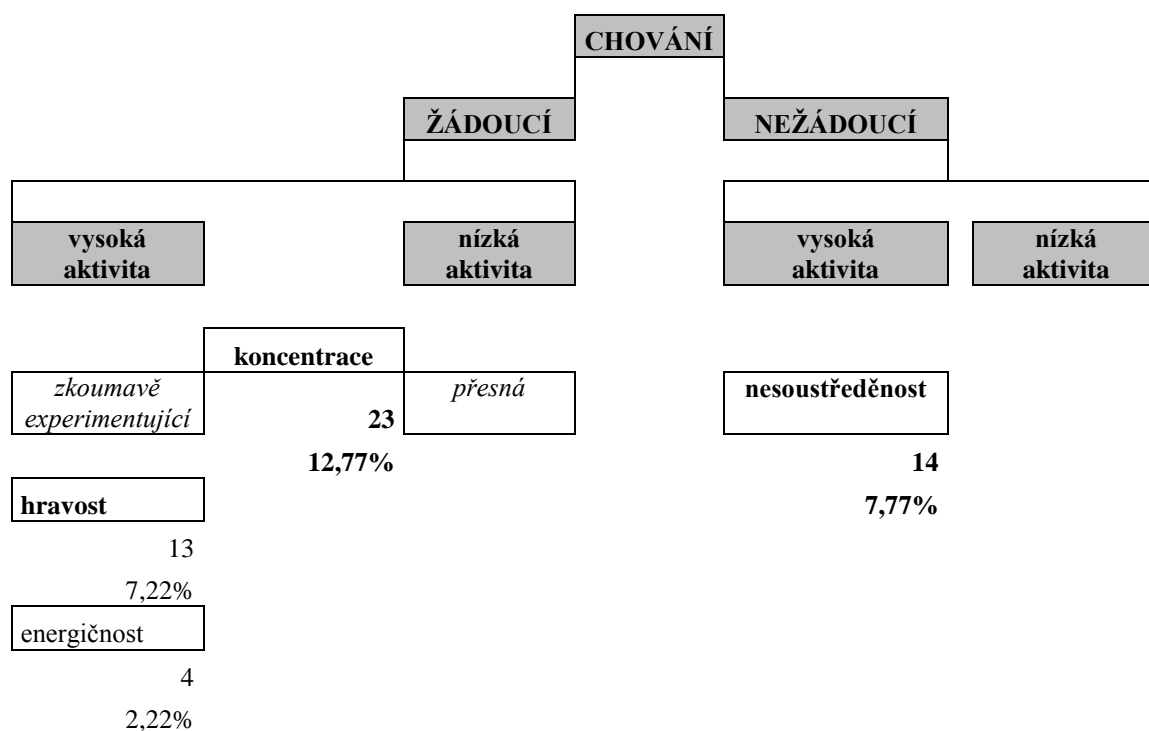 CHOVÁNÍ
ŽÁDOUCÍ
NEŽÁDOUCÍ
vysoká
aktivita
nízká
aktivita
vysoká
aktivita
nízká
aktivita
koncentrace
zkoumavě
experimentující
23
přesná
nesoustředěnost
12,77%
14
hravost
7,77%
13
7,22%
energičnost
4
2,22%